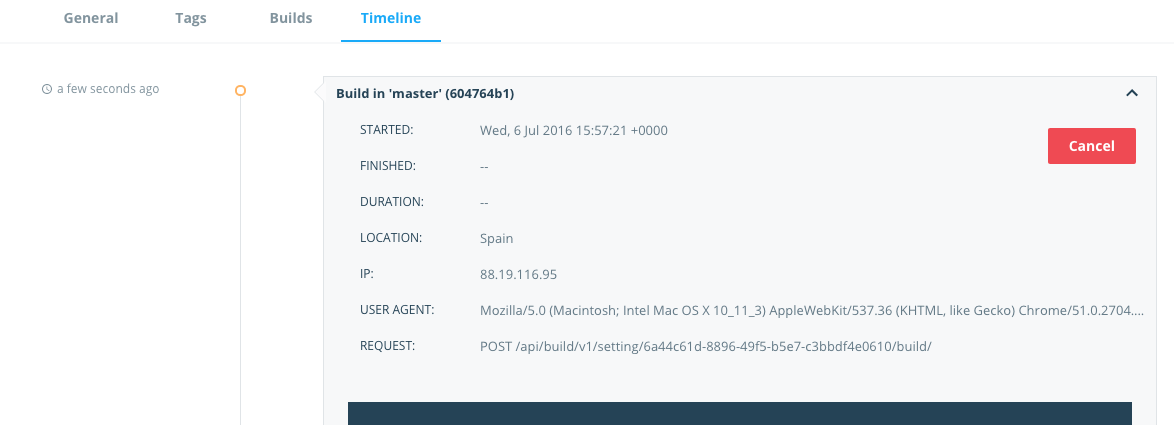 General Tags Builds Timeline
a few seconds ago
Build in 'master' (604764b1)
STARTED: Wed, 6 Jul 2016 15:57:21 +0000
Cancel
FINISHED: --
DURATION: --
LOCATION: Spain
IP: 88.19.116.95
USER AGENT: Mozilla/5.0 (Macintosh; Intel Mac OS X 10_11_3) AppleWebKit/537.36 (KHTML, like Gecko) Chrome/51.0.2704....
REQUEST: POST /api/build/v1/setting/6a44c61d-8896-49f5-b5e7-c3bbdf4e0610/build/